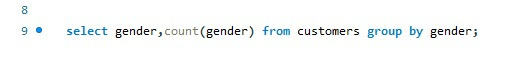 8
9 select gender,count(gender) from customers group by gender;